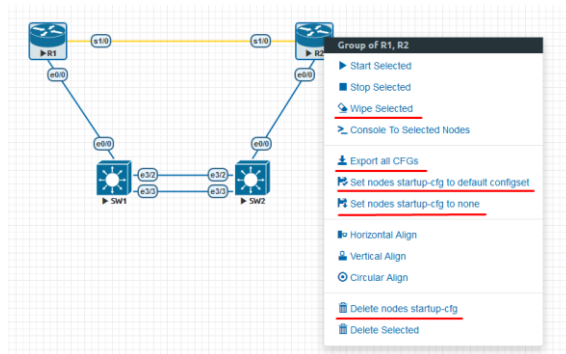 s1/0
s1/0
R1
R2
e0/0
e0/0
e0/0
e0/0
e3/2
e3/2
e3/3
e3/3
SW1
SW2
Group of R1, R2
Start Selected
Stop Selected
Wipe Selected
Console To Selected Nodes
Export all CFGs
Set nodes startup-cfg to default configset
Set nodes startup-cfg to none
Horizontal Align
Vertical Align
Circular Align
Delete nodes startup-cfg
Delete Selected